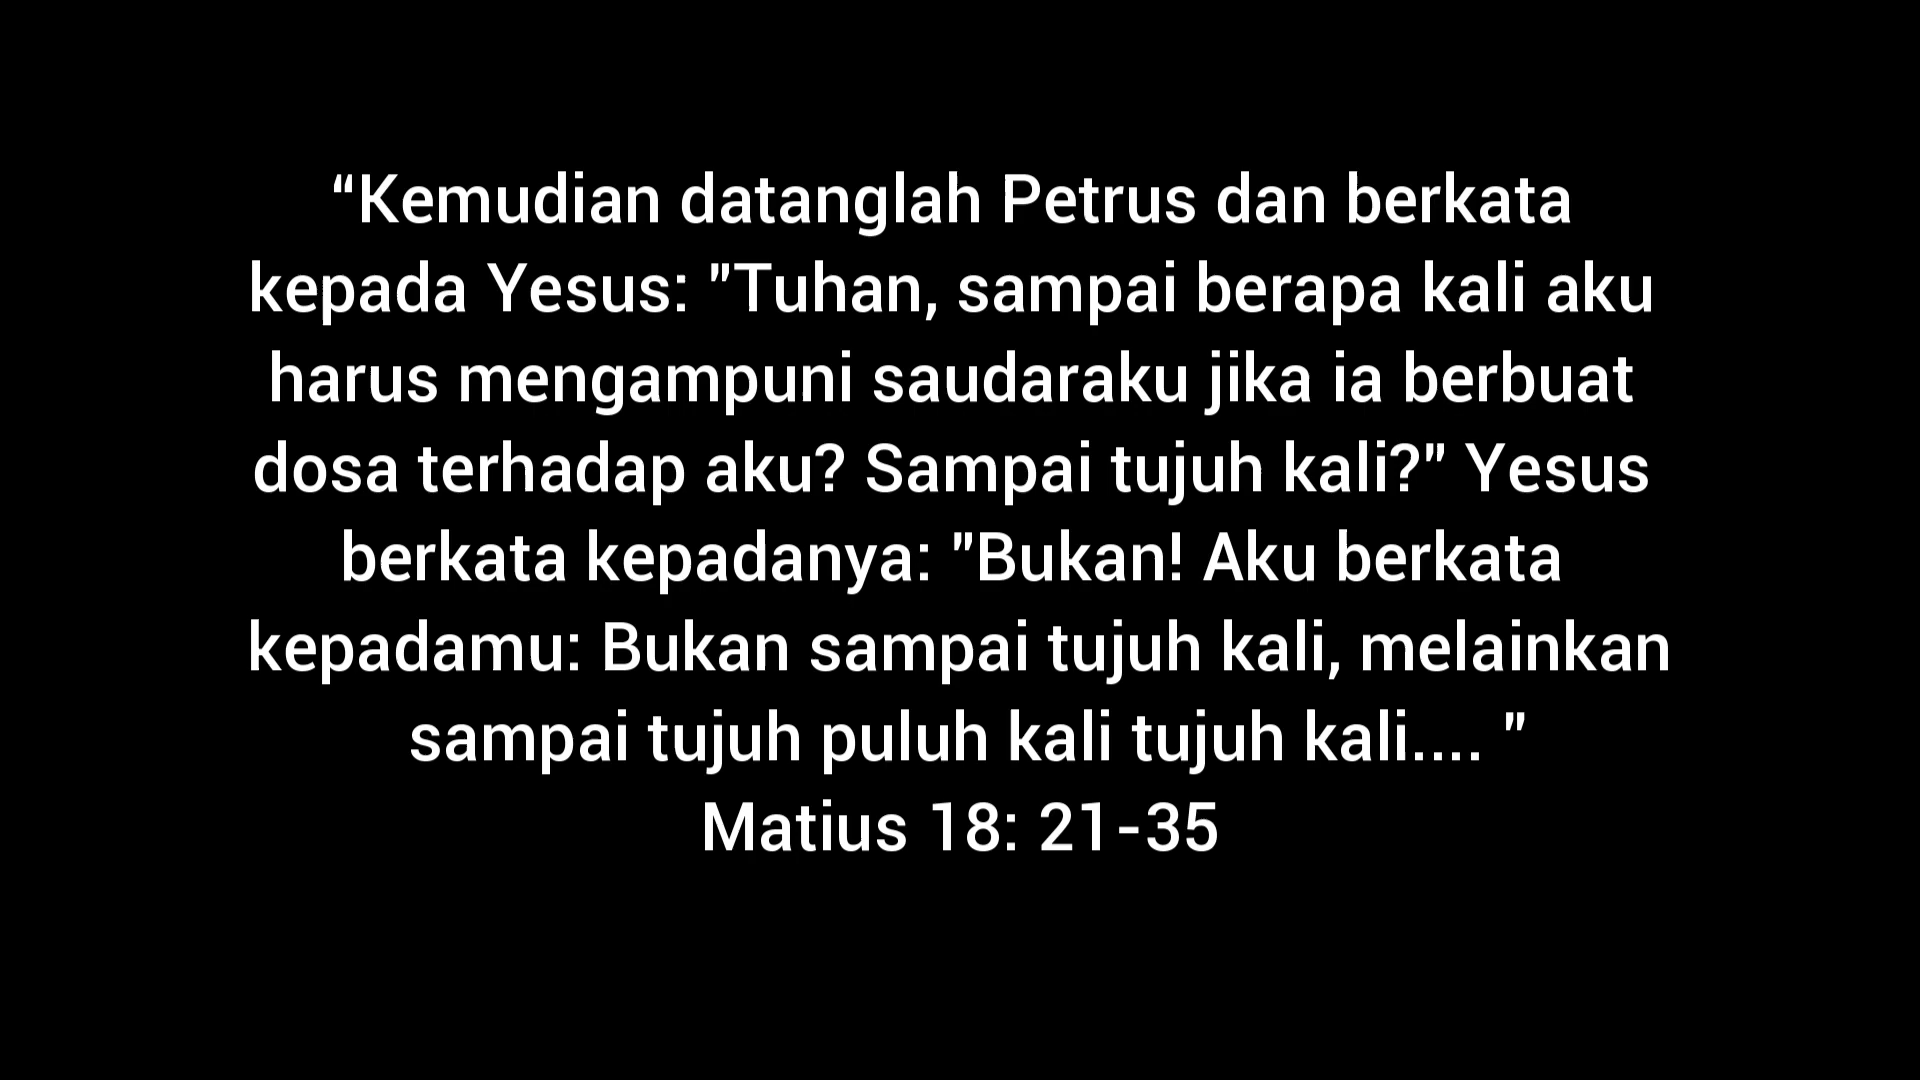 “Kemudian datanglah Petrus dan berkata
kepada Yesus: "Tuhan, sampai berapa kali aku
harus mengampuni saudaraku jika ia berbuat
dosa terhadap aku? Sampai tujuh kali?" Yesus
berkata kepadanya: "Bukan! Aku berkata
kepadamu: Bukan sampai tujuh kali, melainkan
sampai tujuh puluh kali tujuh kali.... "
Matius 18: 21-35